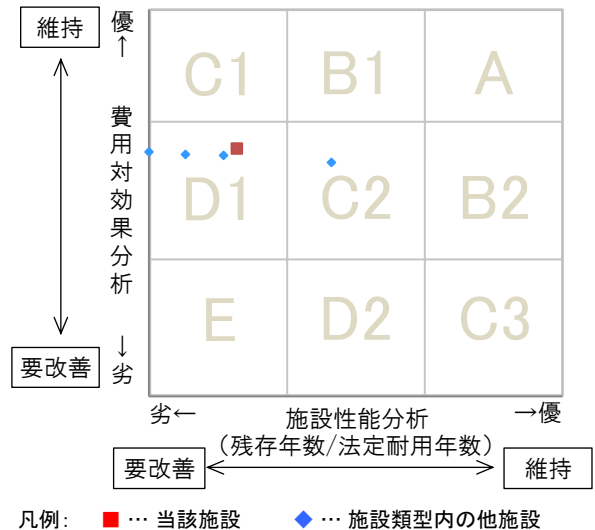 維持
優
↑
C1 B1 A
費用対効果分析
D1 C2 B2
E D2 C3
要改善
↓
劣
劣← 施設性能分析 →優
(残存年数/法定耐用年数)
要改善 維持
凡例: ■ … 当該施設 ◆ … 施設類型内の他施設